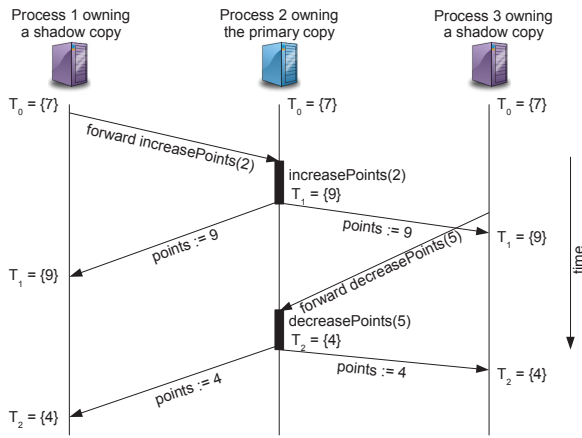 Process 1 owning
a shadow copy
Process 2 owning
the primary copy
Process 3 owning
a shadow copy
T₀ = {7}
T₀ = {7}
T₀ = {7}
forward increasePoints(2)
increasePoints(2)
T₁ = {9}
points := 9
points := 9
T₁ = {9}
T₁ = {9}
forward decreasePoints(5)
time
decreasePoints(5)
T₂ = {4}
points := 4
points := 4
T₂ = {4}
T₂ = {4}